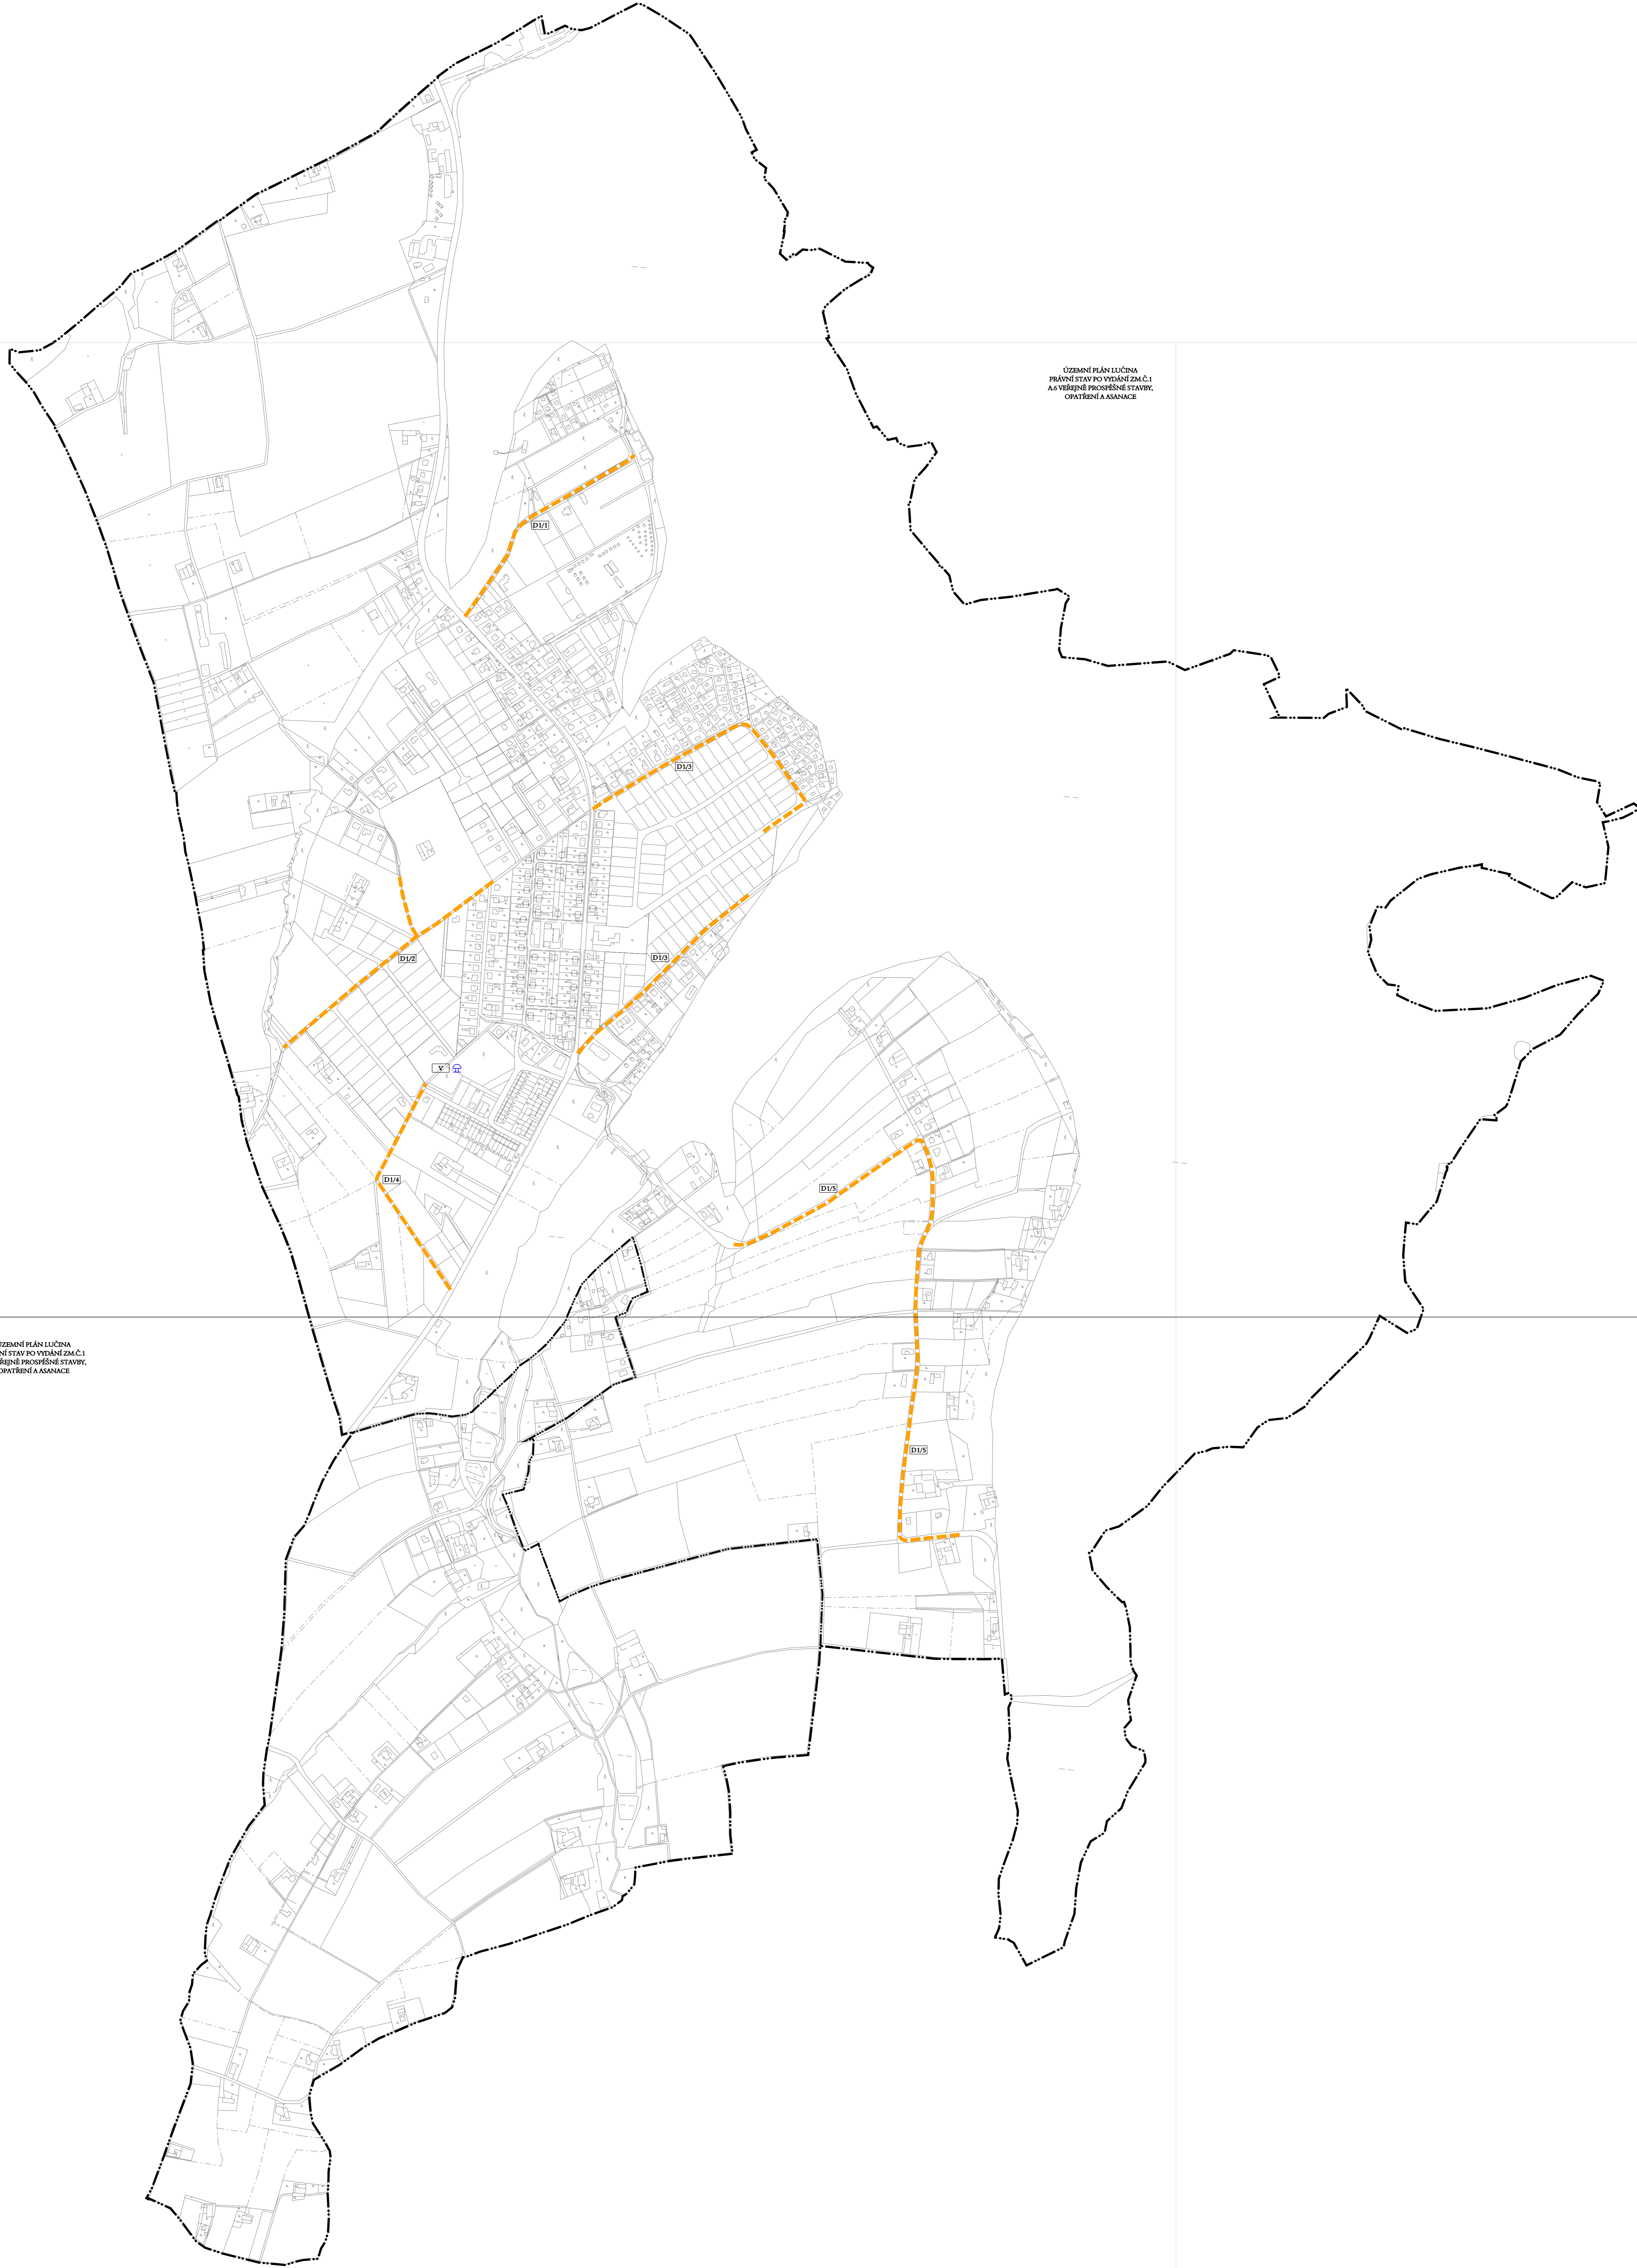 ÚZEMNÍ PLÁN LUČINA
PRÁVNÍ STAV PO VYDÁNÍ ZM.Č.1
A.6 VEŘEJNĚ PROSPĚŠNÉ STAVBY,
OPATŘENÍ A ASANACE
D1/1
D1/3
D1/2
D1/3
V
D1/4
D1/5
ZEMNÍ PLÁN LUČINA
NÍ STAV PO VYDÁNÍ ZM.Č.1
ŘEJNĚ PROSPĚŠNÉ STAVBY,
OPATŘENÍ A ASANACE
D1/5